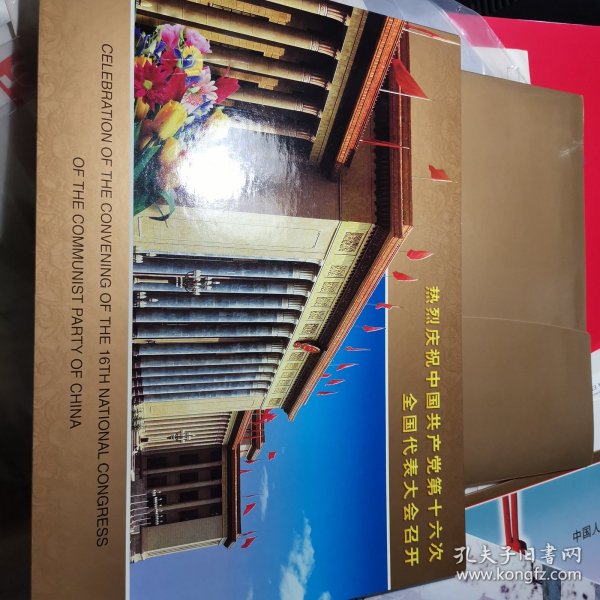 热烈庆祝中国共产党第十六次
全国代表大会召开
CELEBRATION OF THE CONVENING OF THE 16TH NATIONAL CONGRESS
OF THE COMMUNIST PARTY OF CHINA
中国人
孔夫子旧书网
www.kongfz.com